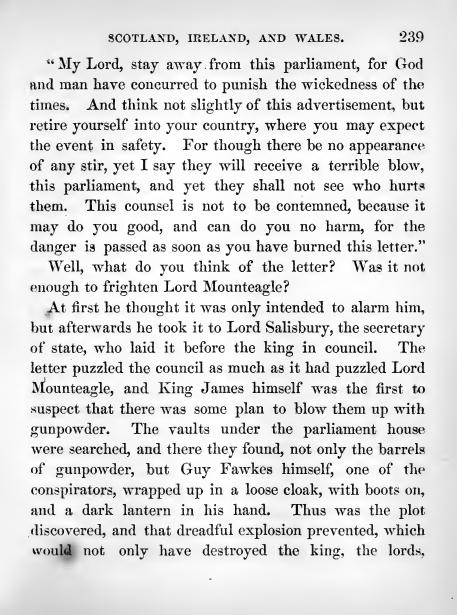 SCOTLAND, IRELAND, AND WALES. 239
" My Lord, stay away from this parliament, for God
and man have concurred to punish the wickedness of the
times. And think not slightly of this advertisement, but
retire yourself into your country, where you may expect
the event in safety. For though there be no appearance
of any stir, yet I say they will receive a terrible blow,
this parliament, and yet they shall not see who hurts
them. This counsel is not to be contemned, because it
may do you good, and can do you no harm, for the
danger is passed as soon as you have burned this letter."
Well, what do you think of the letter? Was it not
enough to frighten Lord Mounteagle?
At first he thought it was only intended to alarm him,
but afterwards he took it to Lord Salisbury, the secretary
of state, who laid it before the king in council. The
letter puzzled the council as much as it had puzzled Lord
Mounteagle, and King James himself was the first to
suspect that there was some plan to blow them up with
gunpowder. The vaults under the parliament house
were searched, and there they found, not only the barrels
of gunpowder, but Guy Fawkes himself, one of the
conspirators, wrapped up in a loose cloak, with boots on,
and a dark lantern in his hand. Thus was the plot
discovered, and that dreadful explosion prevented, which
would not only have destroyed the king, the lords,